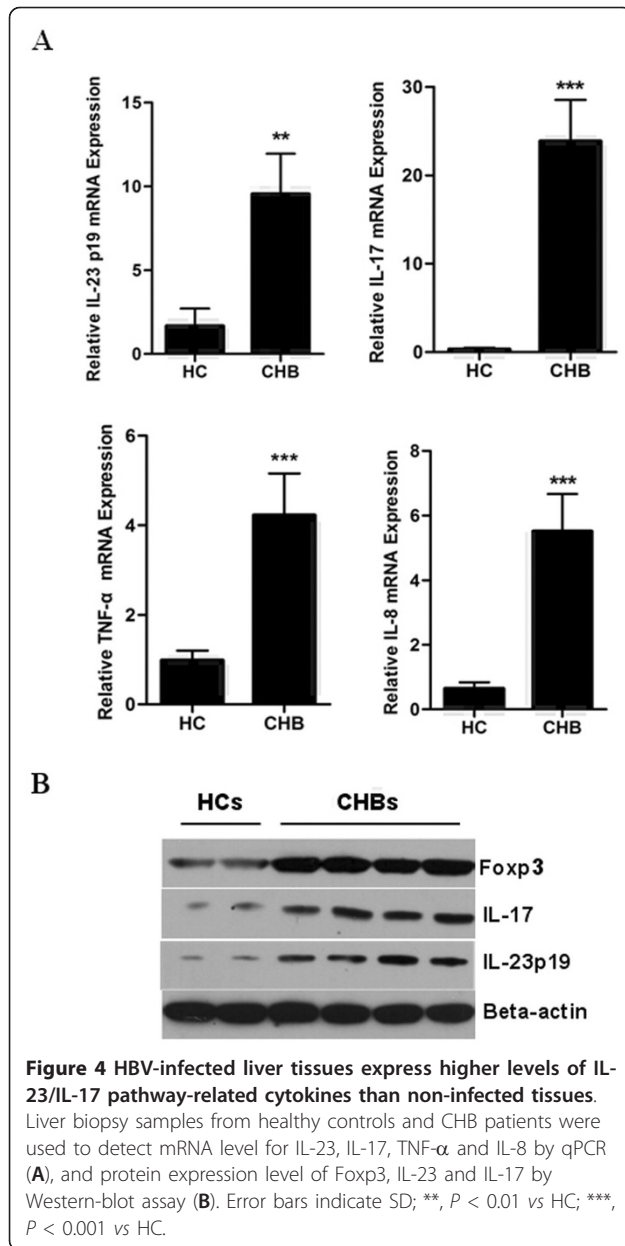 A
Relative IL-23 p19 mRNA Expression
15
10
5
0
**
HC
CHB
Relative IL-17 mRNA Expression
30
20
10
0
***
HC
CHB
Relative TNF-α mRNA Expression
6
4
2
0
***
HC
CHB
Relative IL-8 mRNA Expression
8
6
4
2
0
***
HC
CHB
B
HCs
CHBs
Foxp3
IL-17
IL-23p19
Beta-actin
Figure 4 HBV-infected liver tissues express higher levels of IL-
23/IL-17 pathway-related cytokines than non-infected tissues.
Liver biopsy samples from healthy controls and CHB patients were
used to detect mRNA level for IL-23, IL-17, TNF-α and IL-8 by qPCR
(A), and protein expression level of Foxp3, IL-23 and IL-17 by
Western-blot assay (B). Error bars indicate SD; **, P < 0.01 vs HC; ***,
P < 0.001 vs HC.